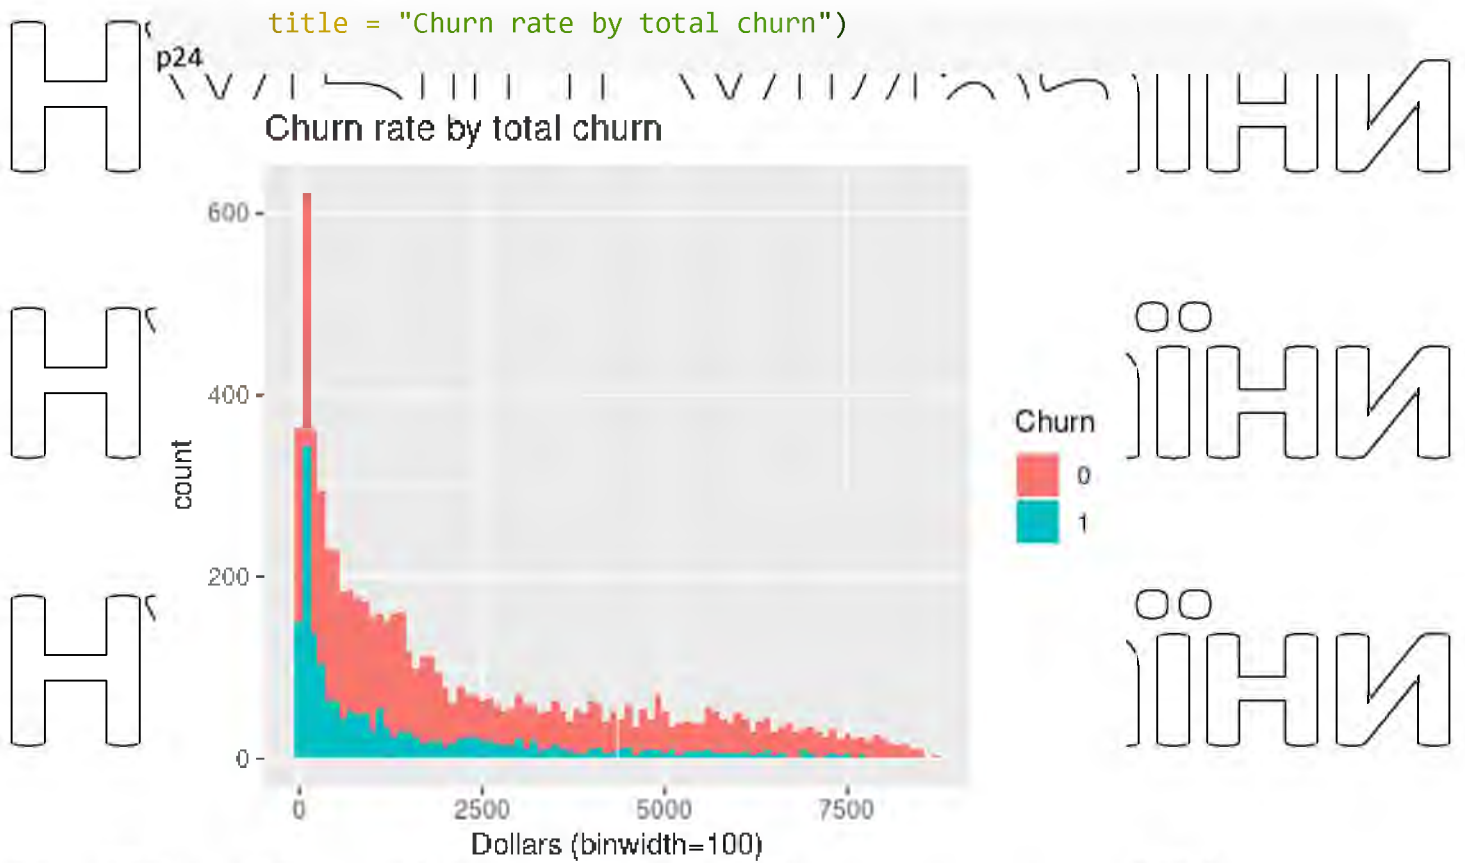 title = "Churn rate by total churn")
p24
Churn rate by total churn
600
400
200
0
count
0 2500 5000 7500
Dollars (binwidth=100)
Churn
0
1